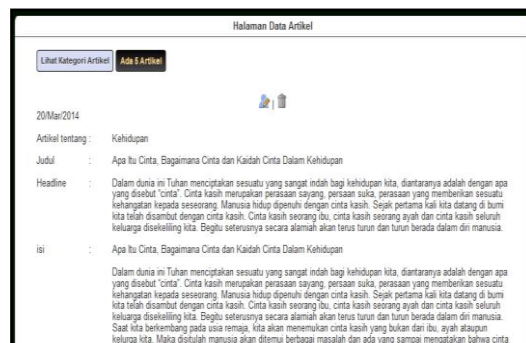 Halaman Data Artikel
Lihat Kategori Artikel Ada 5 Artikel
|
20/Mar/2014
Artikel tentang : Kehidupan
Judul : Apa Itu Cinta, Bagaimana Cinta dan Kaidah Cinta Dalam Kehidupan
Headline : Dalam dunia ini Tuhan menciptakan sesuatu yang sangat indah bagi kehidupan kita, diantaranya adalah dengan apa
yang disebut "cinta". Cinta kasih merupakan perasaan sayang, persaan suka, perasaan yang memberikan sesuatu
kehangatan kepada seseorang. Manusia hidup dipenuhi dengan cinta kasih. Sejak pertama kali kita datang di bumi
kita telah disambut dengan cinta kasih. Cinta kasih seorang ibu, cinta kasih seorang ayah dan cinta kasih seluruh
keluarga disekeliling kita. Begitu seterusnya secara alamiah akan terus turun dan turun berada dalam diri manusia.
isi : Apa Itu Cinta, Bagaimana Cinta dan Kaidah Cinta Dalam Kehidupan
Dalam dunia ini Tuhan menciptakan sesuatu yang sangat indah bagi kehidupan kita, diantaranya adalah dengan apa
yang disebut "cinta". Cinta kasih merupakan perasaan sayang, persaan suka, perasaan yang memberikan sesuatu
kehangatan kepada seseorang. Manusia hidup dipenuhi dengan cinta kasih. Sejak pertama kali kita datang di bumi
kita telah disambut dengan cinta kasih. Cinta kasih seorang ibu, cinta kasih seorang ayah dan cinta kasih seluruh
keluarga disekeliling kita. Begitu seterusnya secara alamiah akan terus turun dan turun berada dalam diri manusia.
Saat kita berkembang pada usia remaja, kita akan menemukan cinta kasih yang bukan dari ibu, ayah ataupun
kelurga kita. Maka disitulah manusia akan ditemui berbagai masalah dan ada yang sampai mengatakan bahwa cinta